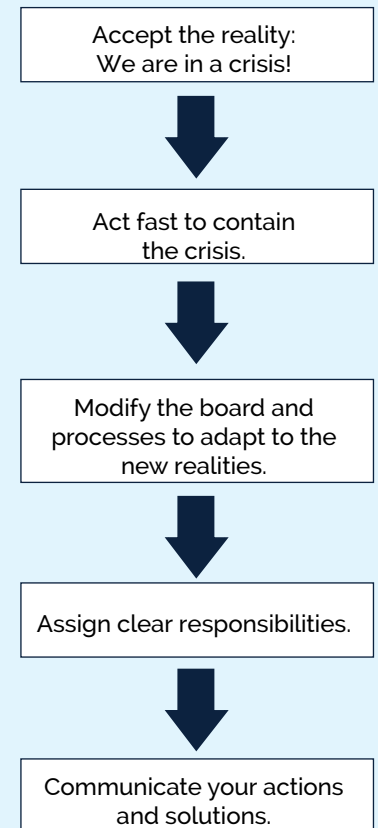 Accept the reality:
We are in a crisis!
Act fast to contain
the crisis.
Modify the board and
processes to adapt to the
new realities.
Assign clear responsibilities.
Communicate your actions
and solutions.